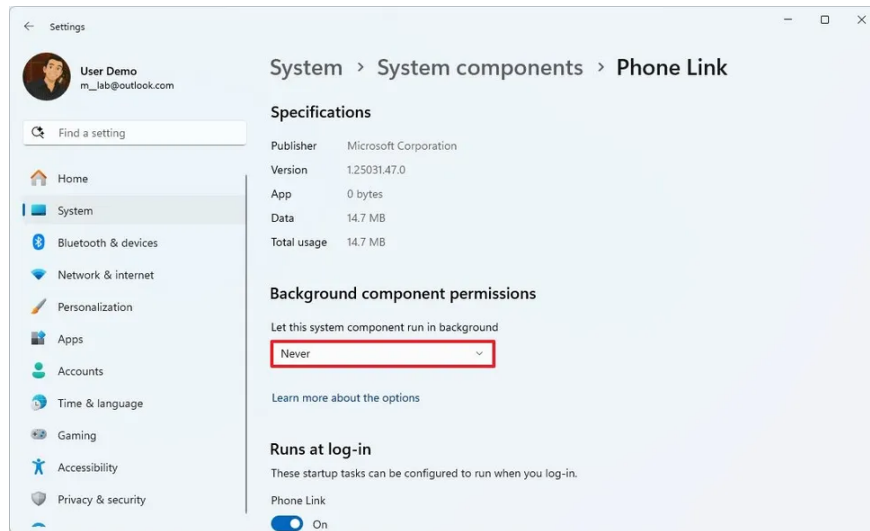 Settings
User Demo
m__lab@outlook.com
Find a setting
Home
System
Bluetooth & devices
Network & internet
Personalization
Apps
Accounts
Time & language
Gaming
Accessibility
Privacy & security
System > System components > Phone Link
Specifications
Publisher Microsoft Corporation
Version 1.25031.47.0
App 0 bytes
Data 14.7 MB
Total usage 14.7 MB
Background component permissions
Let this system component run in background
Never
Learn more about the options
Runs at log-in
These startup tasks can be configured to run when you log-in.
Phone Link
On